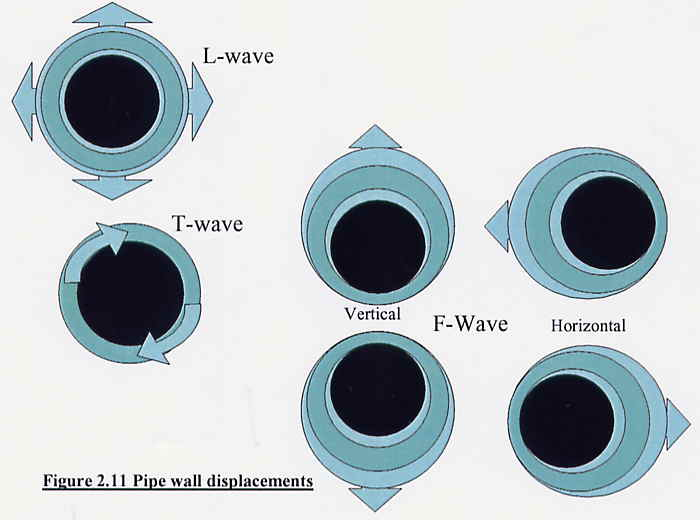 L-wave
T-wave
Vertical
F-Wave
Horizontal
Figure 2.11 Pipe wall displacements